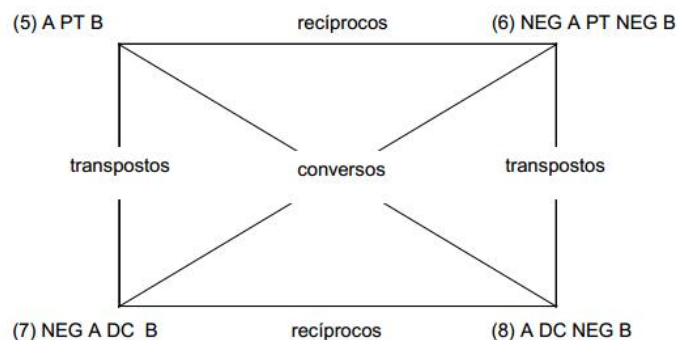 (5) A PT B
recíprocos
(6) NEG A PT NEG B
transpostos
conversos
transpostos
(7) NEG A DC B
recíprocos
(8) A DC NEG B